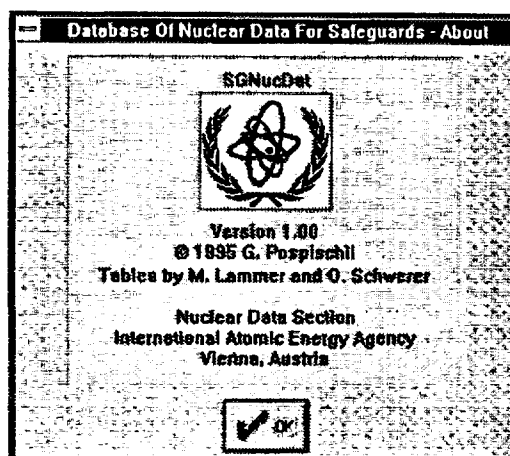 Database Of Nuclear Data For Safeguards - About
SGNucDat
Version 1.00
© 1995 G. Pospischil
Tables by M. Lammer and O. Schwerer
Nuclear Data Section
International Atomic Energy Agency
Vienna, Austria
OK